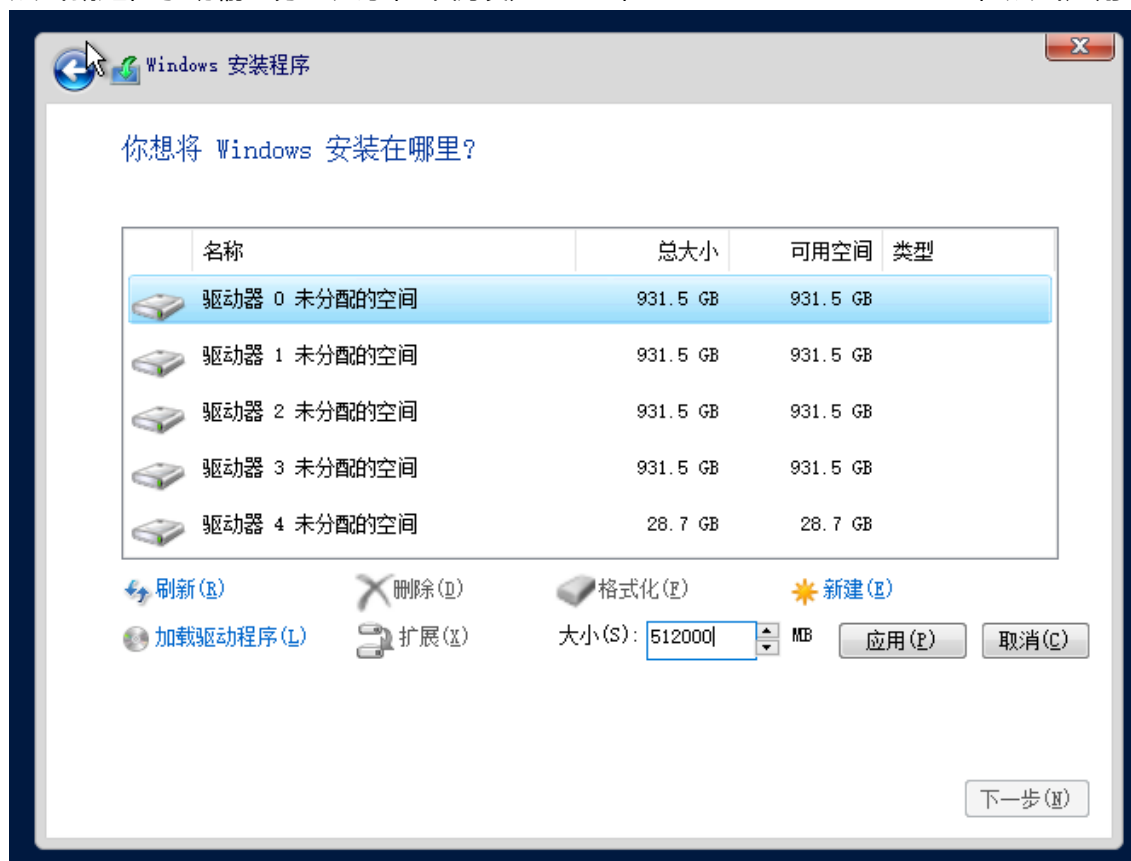 Windows 安装程序
你想将 Windows 安装在哪里?
名称 总大小 可用空间 类型
驱动器 0 未分配的空间 931.5 GB 931.5 GB
驱动器 1 未分配的空间 931.5 GB 931.5 GB
驱动器 2 未分配的空间 931.5 GB 931.5 GB
驱动器 3 未分配的空间 931.5 GB 931.5 GB
驱动器 4 未分配的空间 28.7 GB 28.7 GB
刷新(R) 删除(D) 格式化(F) 新建(E)
加载驱动程序(L) 扩展(X) 大小(S): 512000 MB 应用(P) 取消(C)
下一步(N)